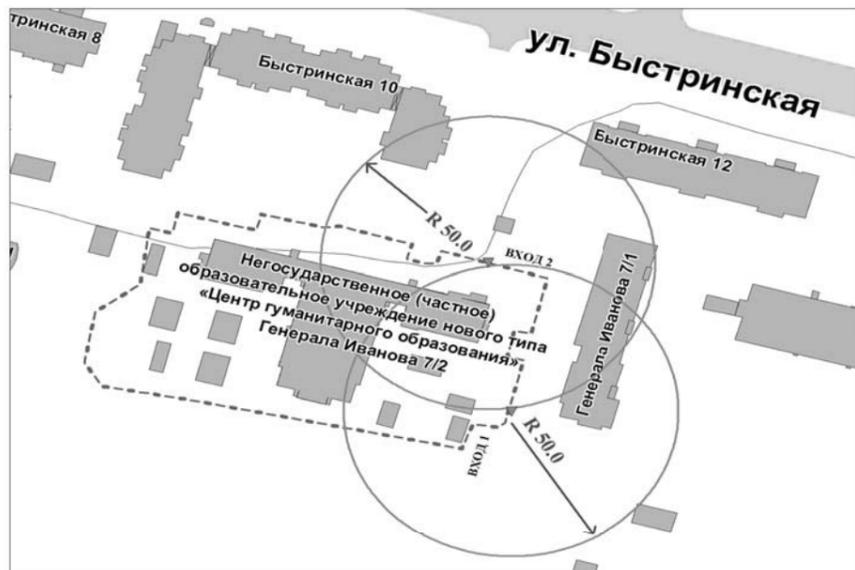 тринская 8
Быстринская 10
ул. Быстринская
Быстринская 12
R 50.0
ВХОД 2
Негосударственное (частное)
образовательное учреждение нового типа
«Центр гуманитарного образования»
Генерала Иванова 7/2
Генерала Иванова 7/1
ВХОД 1
R 50.0